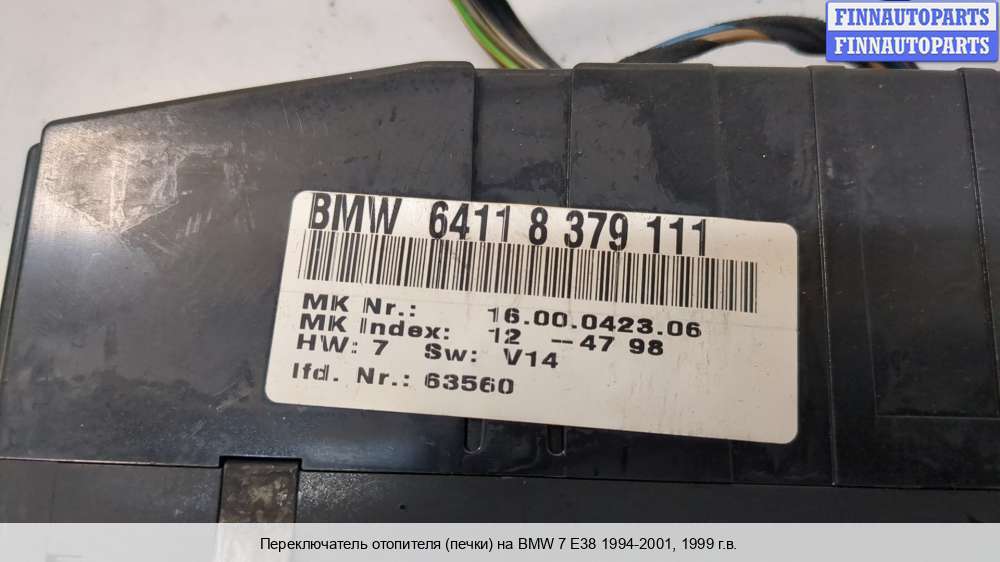 FINNAUTOPARTS
FINNAUTOPARTS
BMW 6411 8 379 111
MK Nr.: 16.00.0423.06
MK Index: 12 --47 98
HW: 7 Sw: V14
lfd. Nr.: 63560
Переключатель отопителя (печки) на BMW 7 E38 1994-2001, 1999 г.в.